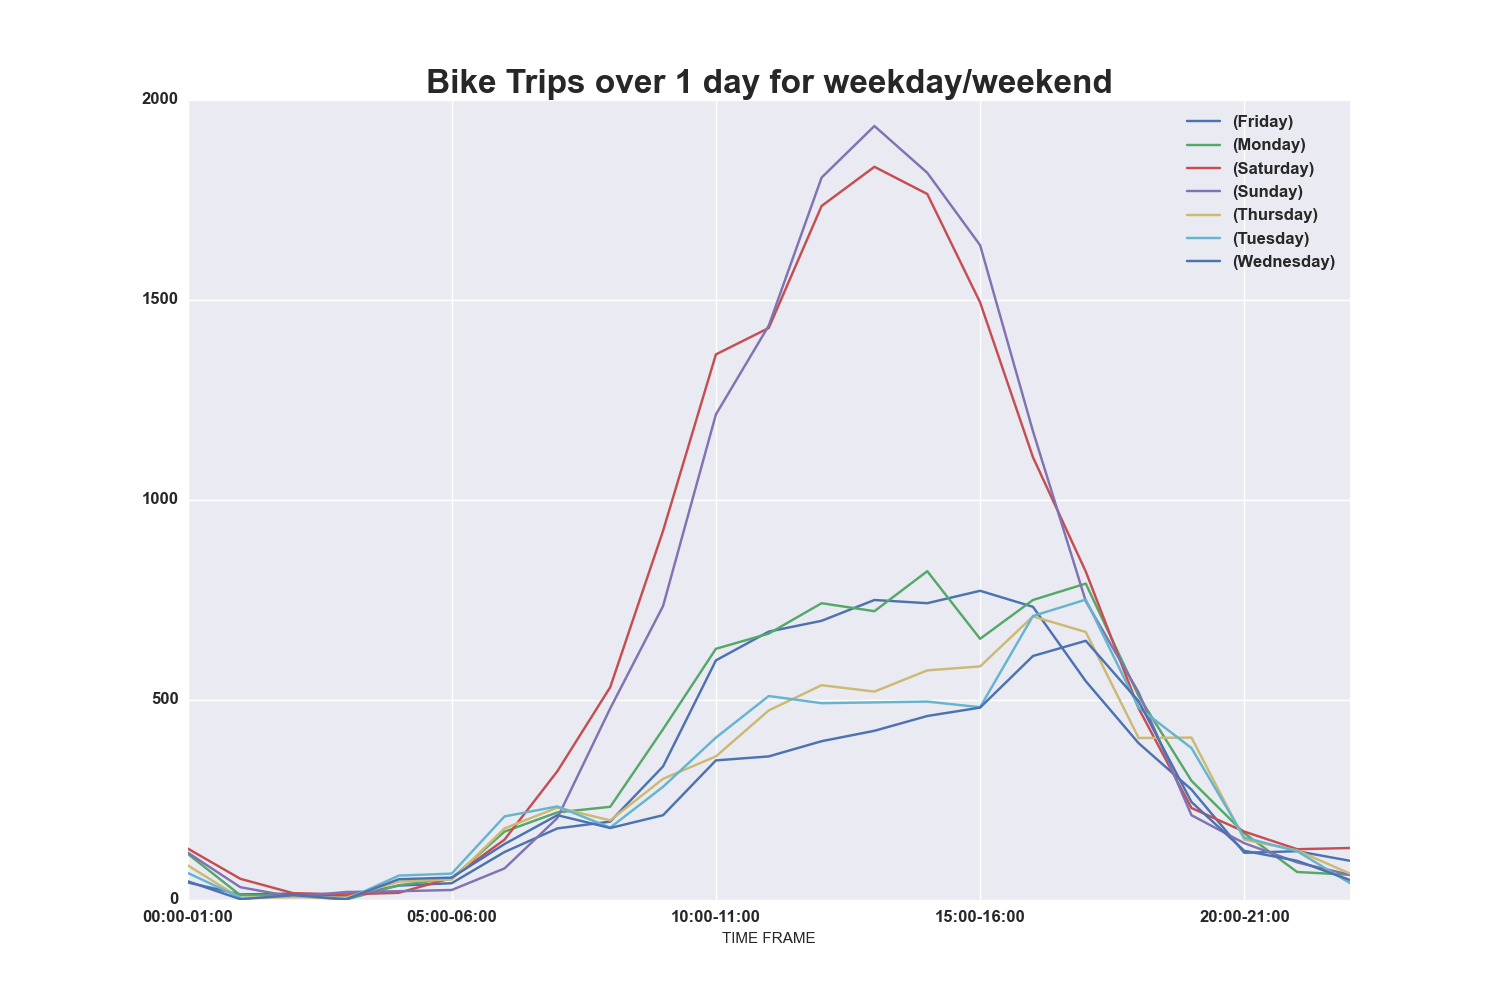 Bike Trips over 1 day for weekday/weekend
2000
1500
1000
500
0
(Friday)
(Monday)
(Saturday)
(Sunday)
(Thursday)
(Tuesday)
(Wednesday)
00:00-01:00 05:00-06:00 10:00-11:00 15:00-16:00 20:00-21:00
TIME FRAME